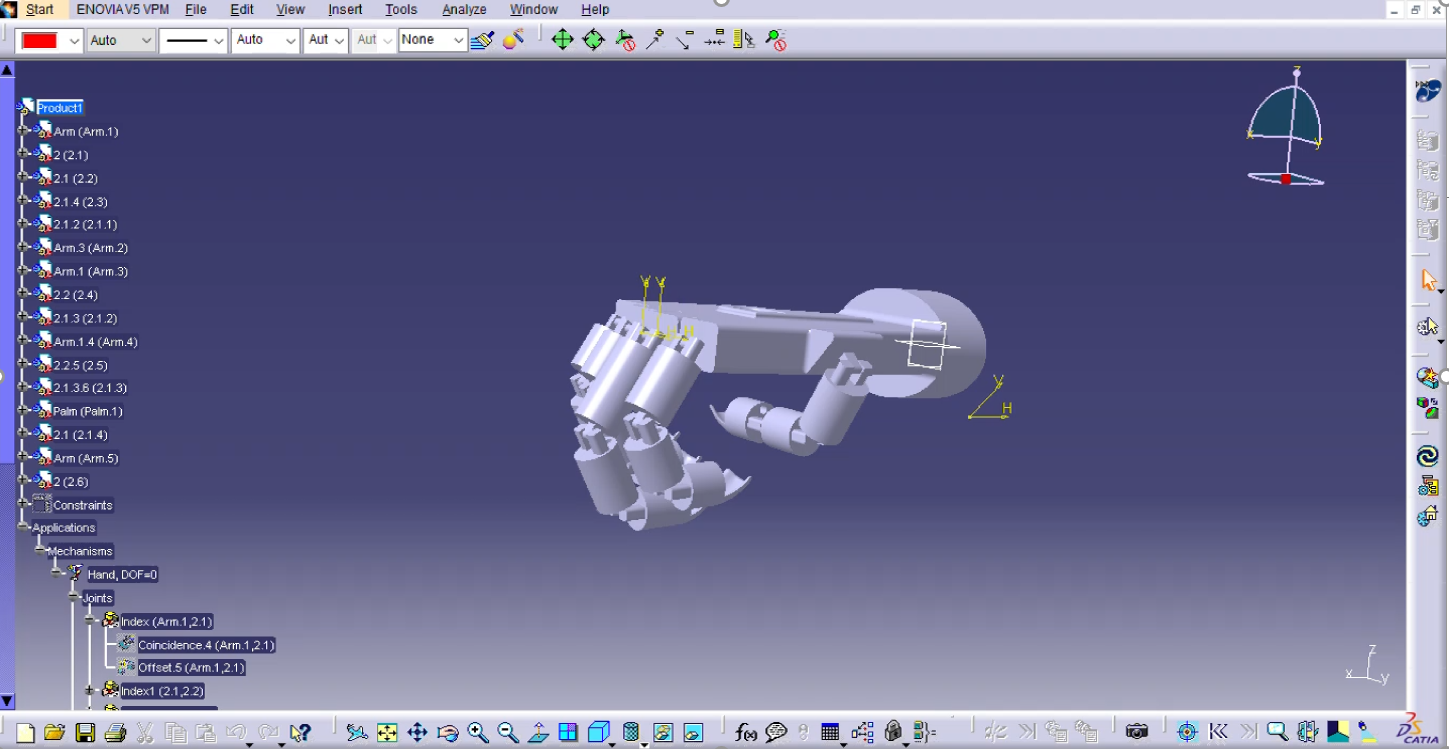 Start ENOVIA V5 VPM File Edit View Insert Tools Analyze Window Help
Auto Auto Aut Aut None
Product1
Arm (Arm.1)
2 (2.1)
2.1 (2.2)
2.1.4 (2.3)
2.1.2 (2.1.1)
Arm.3 (Arm.2)
Arm.1 (Arm.3)
2.2 (2.4)
2.1.3 (2.1.2)
Arm.1.4 (Arm.4)
2.2.5 (2.5)
2.1.3.6 (2.1.3)
Palm (Palm.1)
2.1 (2.1.4)
Arm (Arm.5)
2 (2.6)
Constraints
Applications
Mechanisms
Hand, DOF=0
Joints
Index (Arm.1,2.1)
Coincidence.4 (Arm.1,2.1)
Offset.5 (Arm.1,2.1)
Index1 (2.1,2.2)
z
x
y
V V
H
V
H
z
x
y
f(x)
CATIA